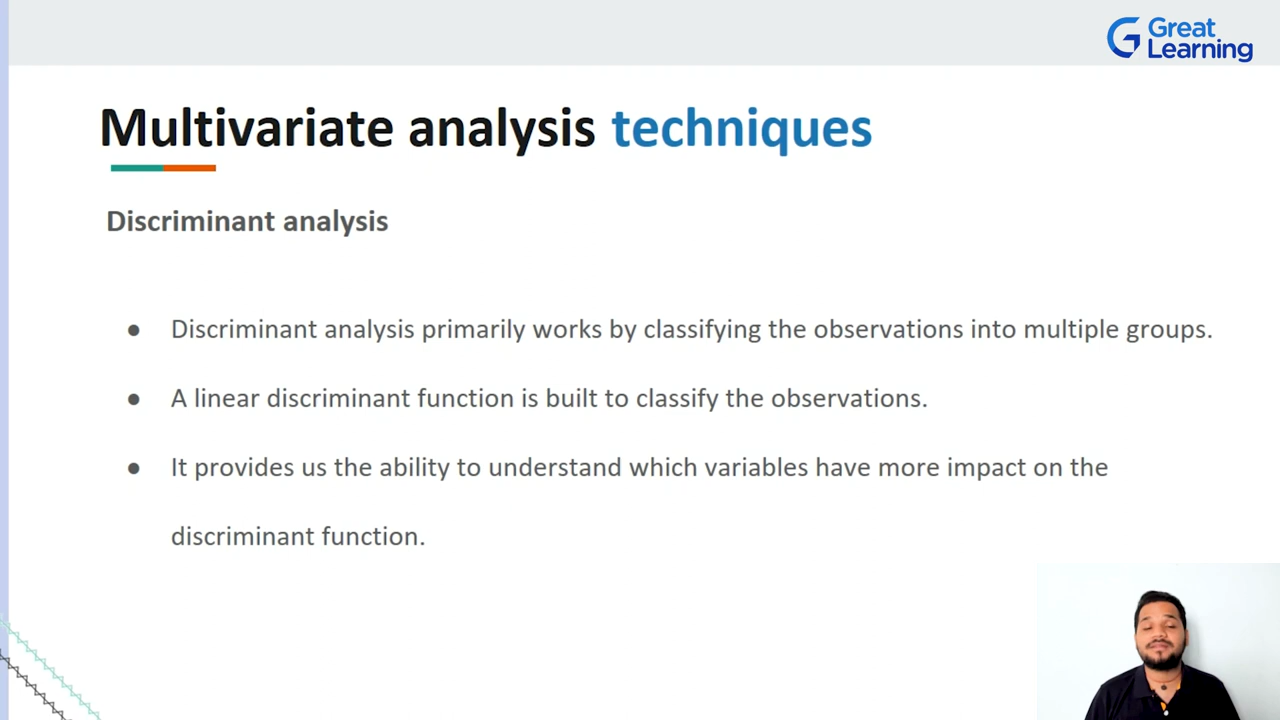 Great
Learning
Multivariate analysis techniques
Discriminant analysis
● Discriminant analysis primarily works by classifying the observations into multiple groups.
● A linear discriminant function is built to classify the observations.
● It provides us the ability to understand which variables have more impact on the
discriminant function.